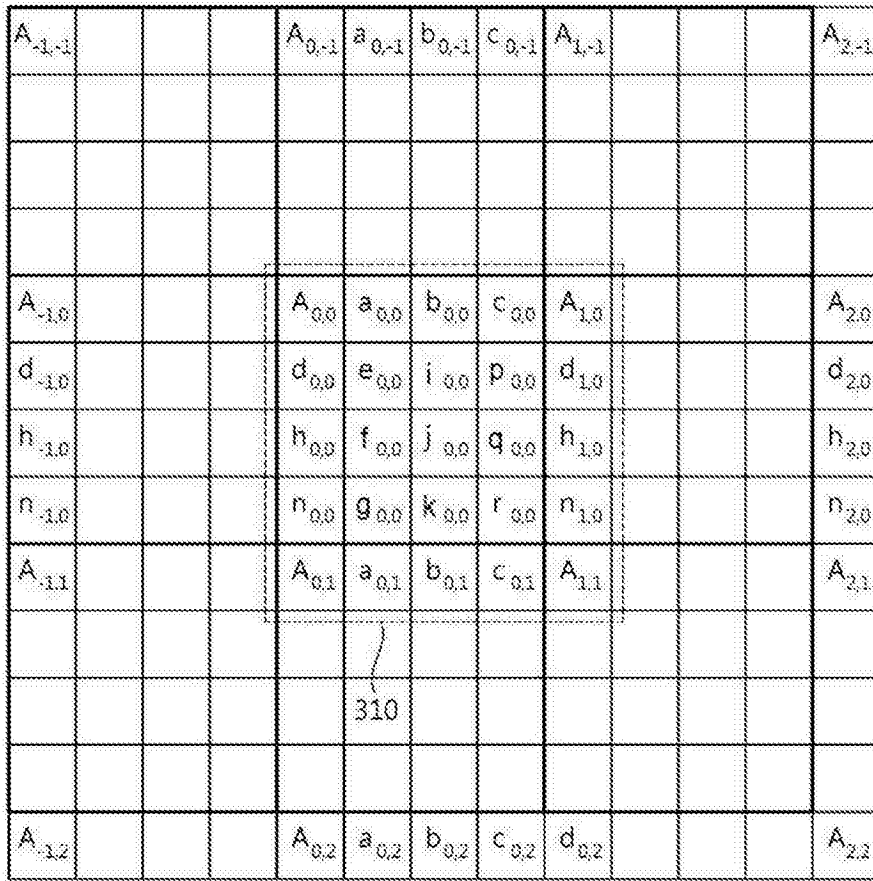 A-1,-1 A0,-1 a0,-1 b0,-1 c0,-1 A1,-1 A2,-1
A-1,0 A0,0 a0,0 b0,0 c0,0 A1,0 A2,0
d-1,0 d0,0 e0,0 i0,0 p0,0 d1,0 d2,0
h-1,0 h0,0 f0,0 j0,0 q0,0 h1,0 h2,0
n-1,0 n0,0 g0,0 k0,0 r0,0 n1,0 n2,0
A-1,1 A0,1 a0,1 b0,1 c0,1 A1,1 A2,1
310
A-1,2 A0,2 a0,2 b0,2 c0,2 d0,2 A2,2